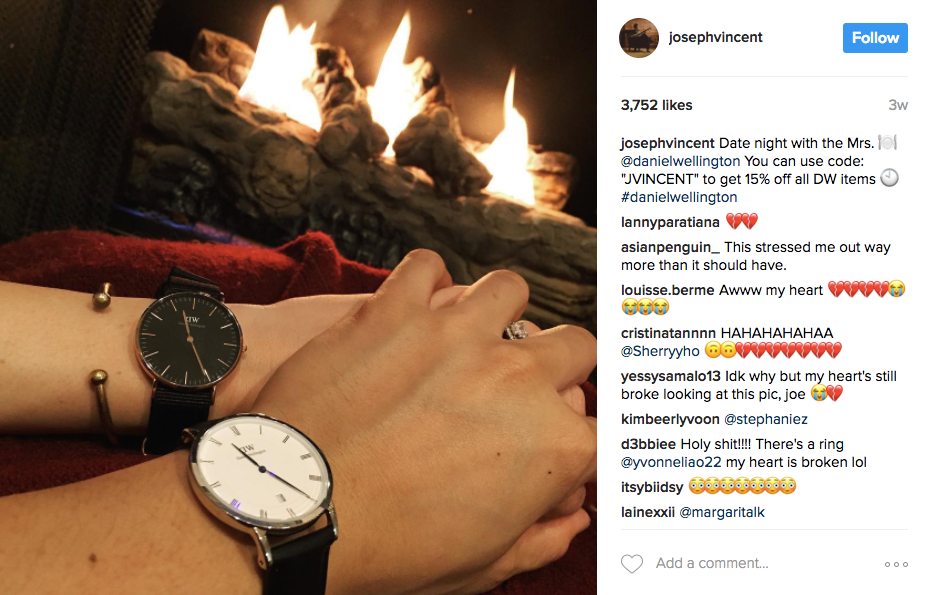 josephvincent
Follow
3,752 likes
3w
josephvincent Date night with the Mrs. 🍽
@danielwellington You can use code:
"JVINCENT" to get 15% off all DW items 🕙
#danielwellington
lannyparatiana 💔💔
asianpenguin_ This stressed me out way
more than it should have.
louisse.berme Awww my heart 💔💔💔💔😭
😭😭😭
cristinatannnn HAHAHAHAHAA
@Sherryyho 🙃🙃💔💔💔💔💔💔💔
yessysamalo13 Idk why but my heart's still
broke looking at this pic, joe 😭💔
kimbeerlyvoon @stephaniez
d3bbiee Holy shit!!!! There's a ring
@yvonneliao22 my heart is broken lol
itsybiidsy 😳😳😳😳😳😳😳
lainexxii @margaritalk
Add a comment...
DW
DW